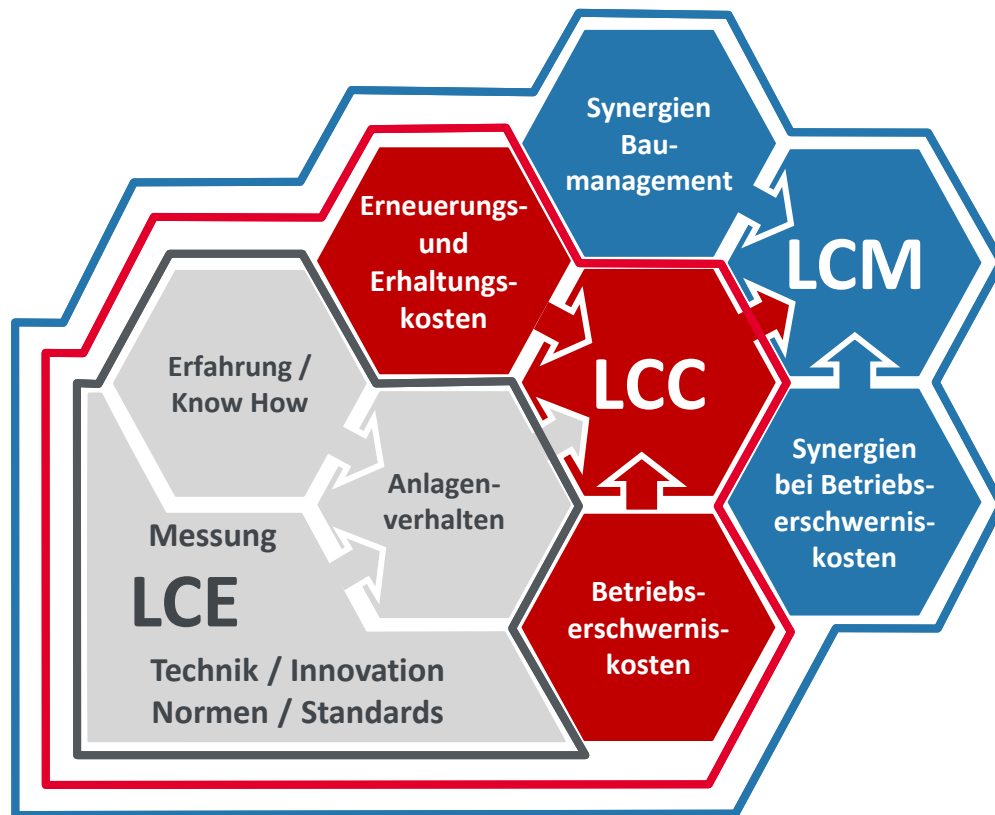 Synergien
Bau-
management
LCM
Erneuerungs-
und
Erhaltungs-
kosten
LCC
Erfahrung /
Know How
Anlagen-
verhalten
Synergien
bei Betriebs-
erschwernis-
kosten
Messung
LCE
Betriebs-
erschwernis-
kosten
Technik / Innovation
Normen / Standards